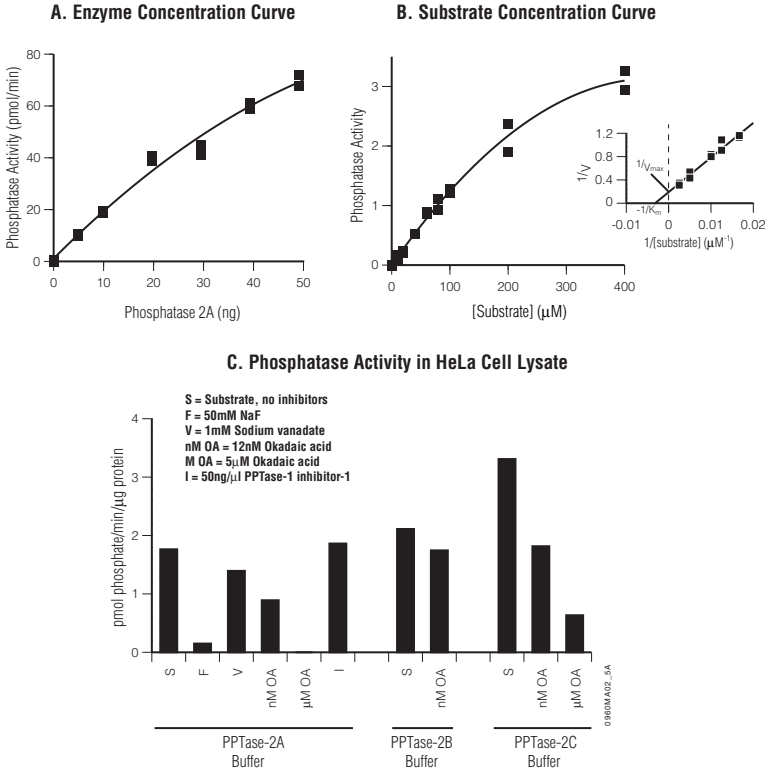 A. Enzyme Concentration Curve
Phosphatase Activity (pmol/min)
80
60
40
20
0
0 10 20 30 40 50
Phosphatase 2A (ng)
B. Substrate Concentration Curve
Phosphatase Activity
3
2
1
0
0 100 200 300 400
[Substrate] (μM)
1/V
1.2
0.8
0.4
0
1/Vmax
-1/Km
-0.01 0 0.01 0.02
1/[substrate] (μM⁻¹)
C. Phosphatase Activity in HeLa Cell Lysate
S = Substrate, no inhibitors
F = 50mM NaF
V = 1mM Sodium vanadate
nM OA = 12nM Okadaic acid
M OA = 5μM Okadaic acid
I = 50ng/μl PPTase-1 inhibitor-1
pmol phosphate/min/μg protein
4
3
2
1
0
S F V nM OA μM OA I S nM OA S nM OA μM OA
PPTase-2A
Buffer
PPTase-2B
Buffer
PPTase-2C
Buffer
0960MA02_5A